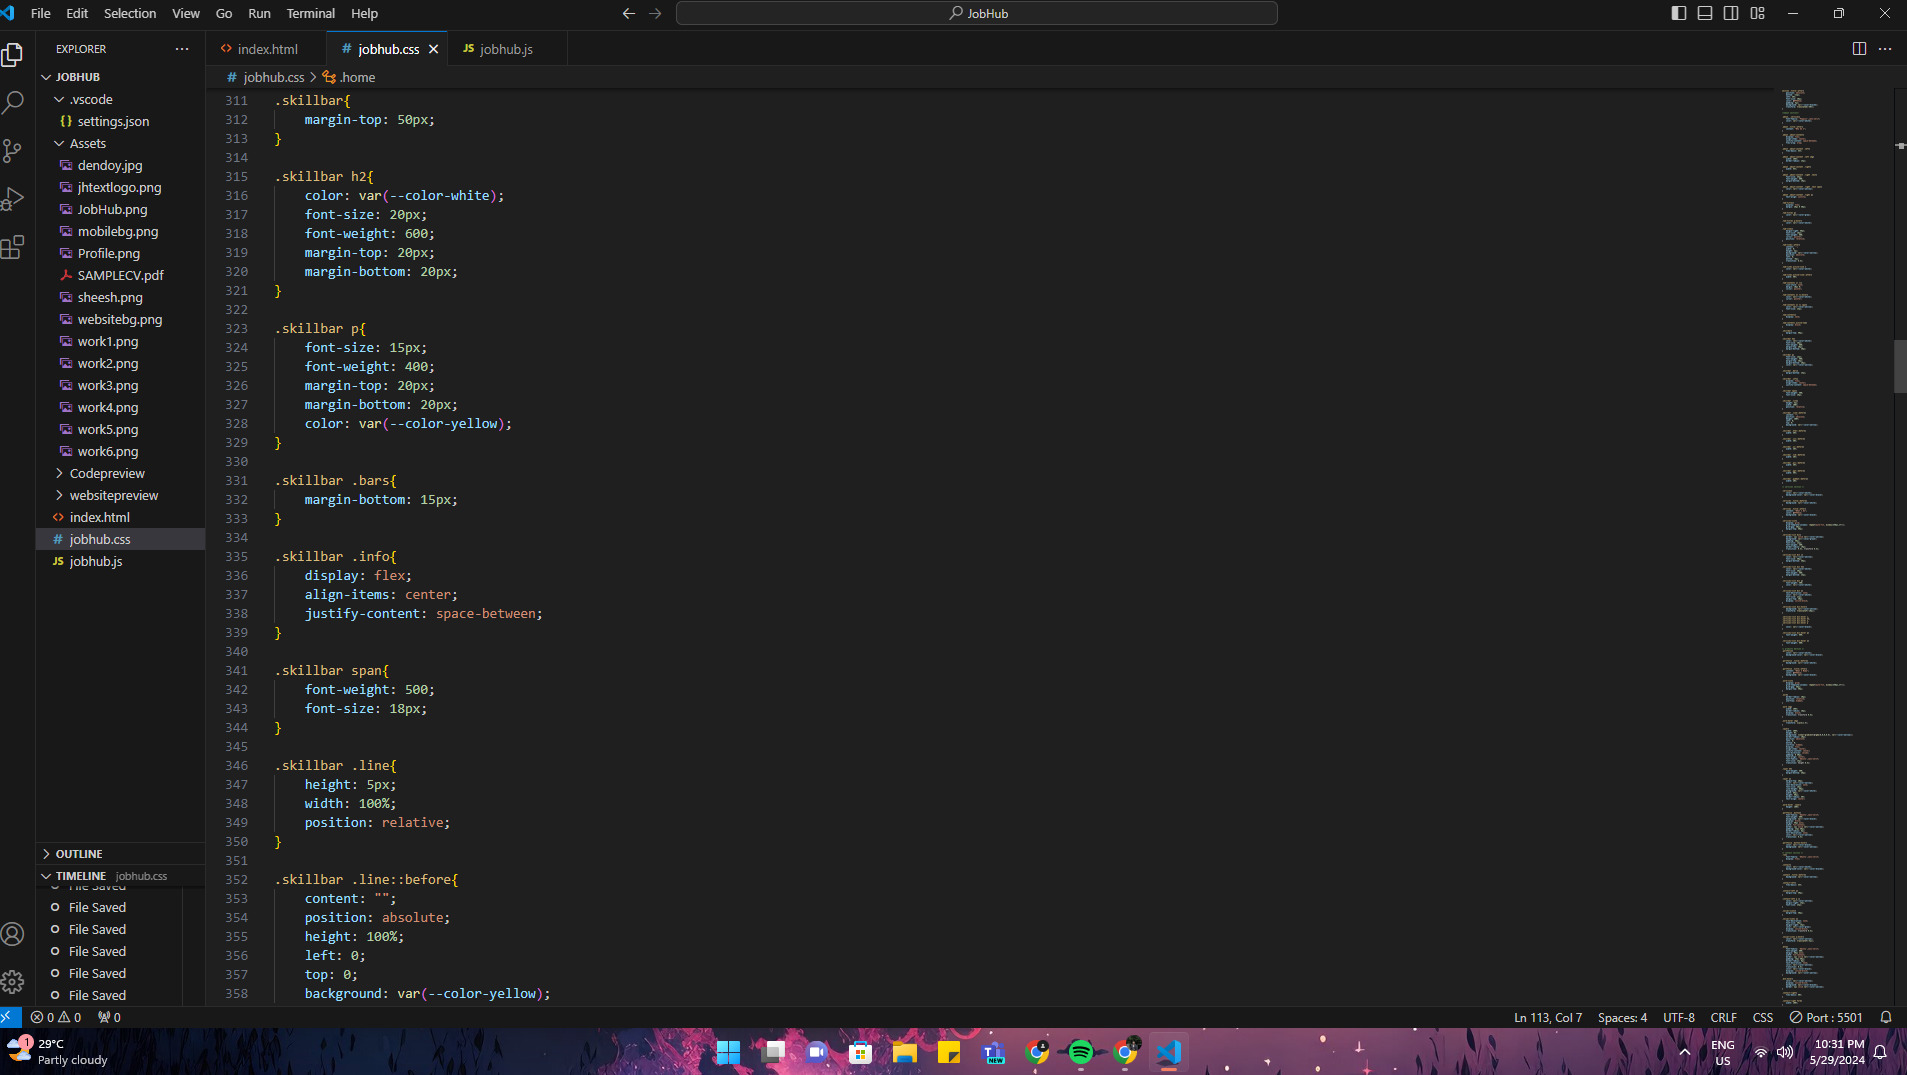 File Edit Selection View Go Run Terminal Help
JobHub
EXPLORER
index.html
jobhub.css
JS jobhub.js
JOBHUB
# jobhub.css > .home
.vscode
{} settings.json
Assets
dendoy.jpg
jhtextlogo.png
JobHub.png
mobilebg.png
Profile.png
SAMPLECV.pdf
sheesh.png
websitebg.png
work1.png
work2.png
work3.png
work4.png
work5.png
work6.png
Codepreview
websitepreview
index.html
# jobhub.css
JS jobhub.js
OUTLINE
TIMELINE jobhub.css
File Saved
File Saved
File Saved
File Saved
File Saved
File Saved
311 .skillbar{
312 margin-top: 50px;
313 }
314
315 .skillbar h2{
316 color: var(--color-white);
317 font-size: 20px;
318 font-weight: 600;
319 margin-top: 20px;
320 margin-bottom: 20px;
321 }
322
323 .skillbar p{
324 font-size: 15px;
325 font-weight: 400;
326 margin-top: 20px;
327 margin-bottom: 20px;
328 color: var(--color-yellow);
329 }
330
331 .skillbar .bars{
332 margin-bottom: 15px;
333 }
334
335 .skillbar .info{
336 display: flex;
337 align-items: center;
338 justify-content: space-between;
339 }
340
341 .skillbar span{
342 font-weight: 500;
343 font-size: 18px;
344 }
345
346 .skillbar .line{
347 height: 5px;
348 width: 100%;
349 position: relative;
350 }
351
352 .skillbar .line::before{
353 content: "";
354 position: absolute;
355 height: 100%;
356 left: 0;
357 top: 0;
358 background: var(--color-yellow);
0 0 0
Ln 113, Col 7 Spaces: 4 UTF-8 CRLF CSS Port : 5501
1
29°C
Partly cloudy
NEW
ENG
US
10:31 PM
5/29/2024